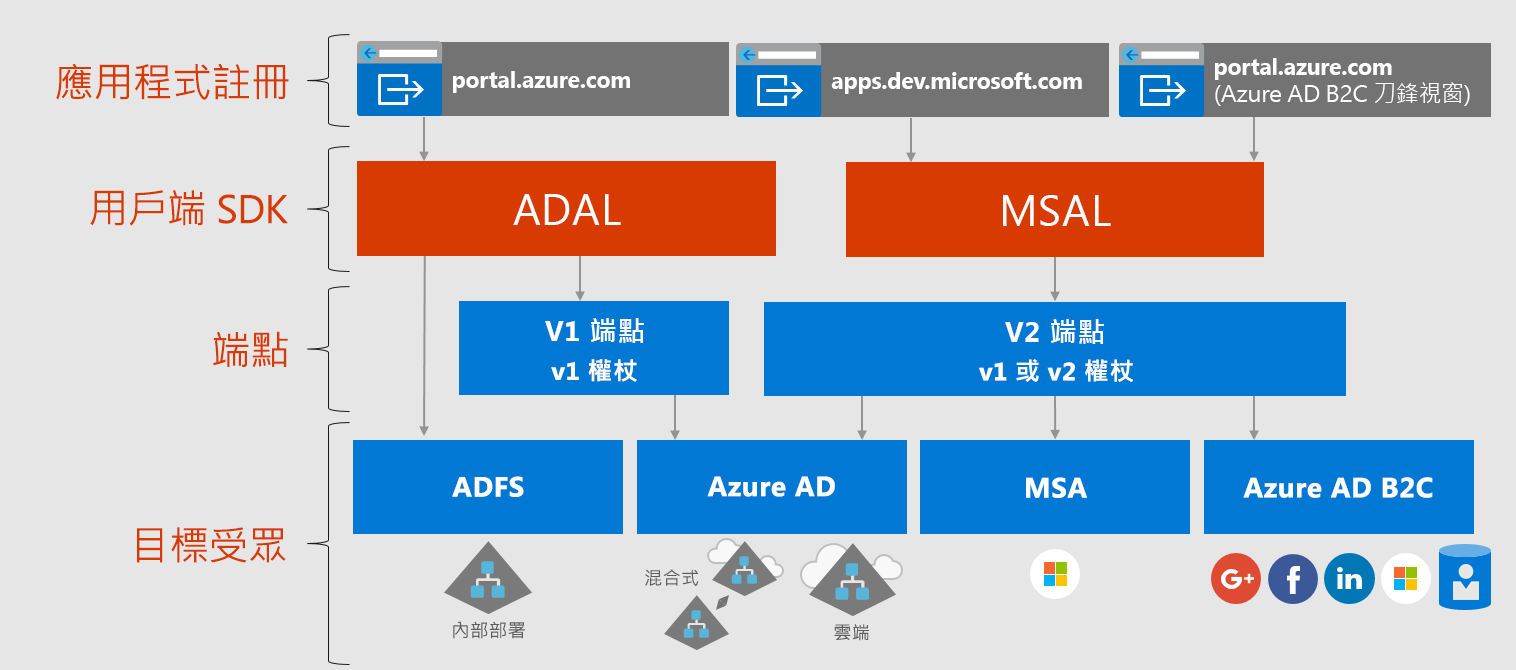 應用程式註冊
portal.azure.com
apps.dev.microsoft.com
portal.azure.com
(Azure AD B2C 刀鋒視窗)
用戶端 SDK
ADAL
MSAL
端點
V1 端點
v1 權杖
V2 端點
v1 或 v2 權杖
目標受眾
ADFS
Azure AD
MSA
Azure AD B2C
內部部署
混合式
雲端
G+
f
in